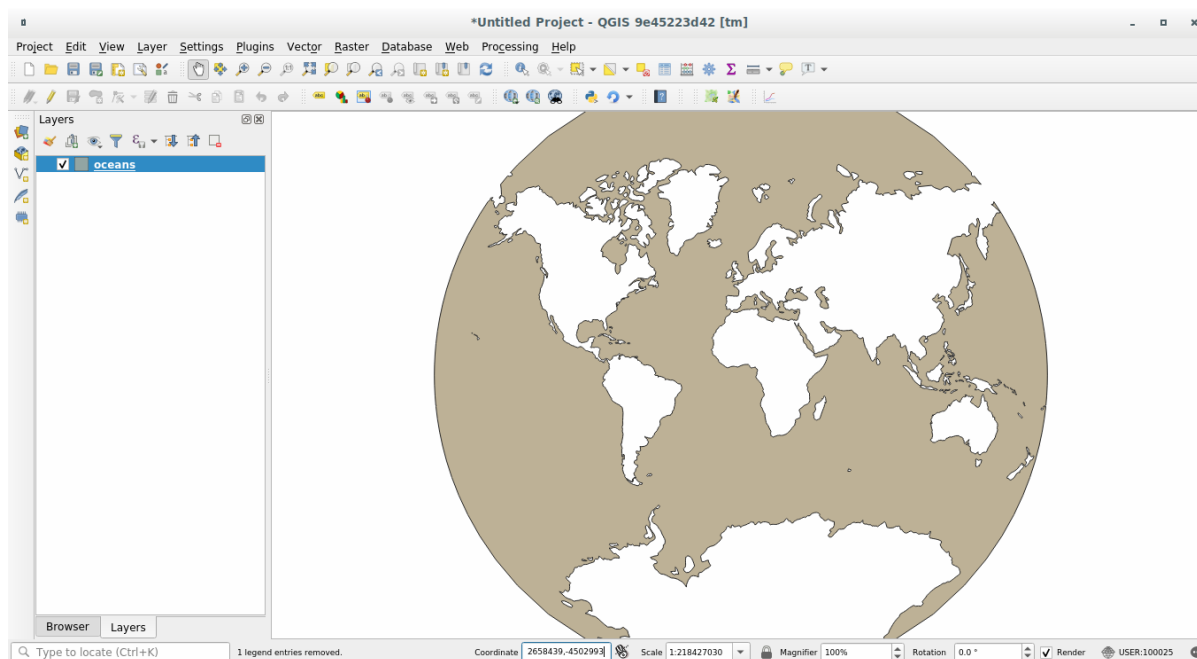 *Untitled Project - QGIS 9e45223d42 [tm]
Project Edit View Layer Settings Plugins Vector Raster Database Web Processing Help
Layers
oceans
Browser Layers
Type to locate (Ctrl+K) 1 legend entries removed. Coordinate 2658439,-4502993 Scale 1:218427030 Magnifier 100% Rotation 0.0 ° Render USER:100025